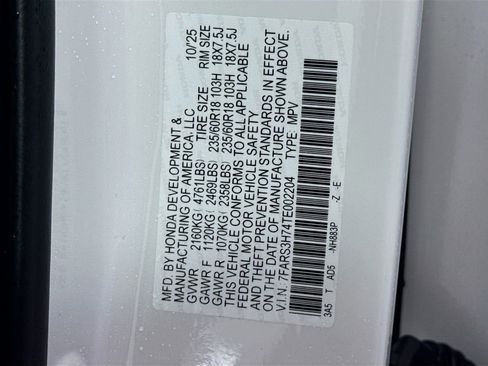 MFD. BY HONDA DEVELOPMENT & 10/25
MANUFACTURING OF AMERICA, LLC
GVWR 2160KG( 4761LBS) TIRE SIZE RIM SIZE
GAWR F 1120KG( 2469LBS) 235/60R18 103H 18X7.5J
GAWR R 1070KG( 2358LBS) 235/60R18 103H 18X7.5J
THIS VEHICLE CONFORMS TO ALL APPLICABLE
FEDERAL MOTOR VEHICLE SAFETY
AND THEFT PREVENTION STANDARDS IN EFFECT
ON THE DATE OF MANUFACTURE SHOWN ABOVE.
V.I.N. 7FARS3H74TE002204 TYPE: MPV
3A5 T AD5 -NH883P -Z -E